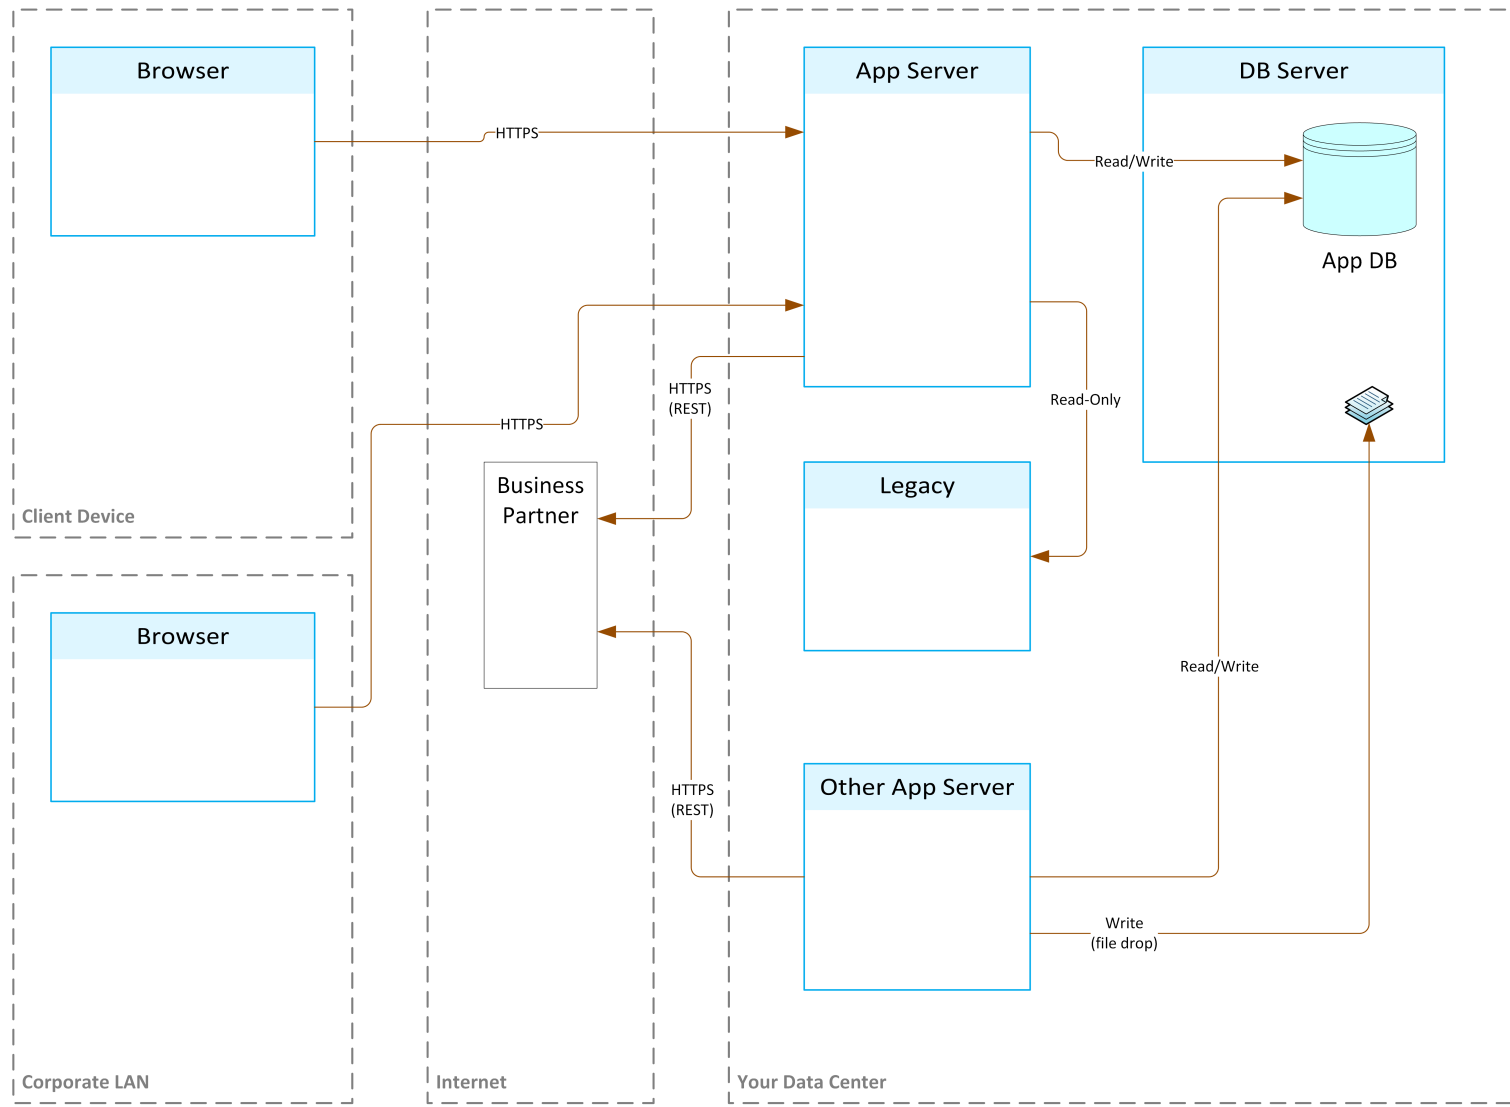 Browser
App Server
DB Server
HTTPS
Read/Write
App DB
HTTPS
(REST)
Read-Only
HTTPS
Business
Partner
Legacy
Client Device
Browser
Read/Write
HTTPS
(REST)
Other App Server
Write
(file drop)
Corporate LAN
Internet
Your Data Center